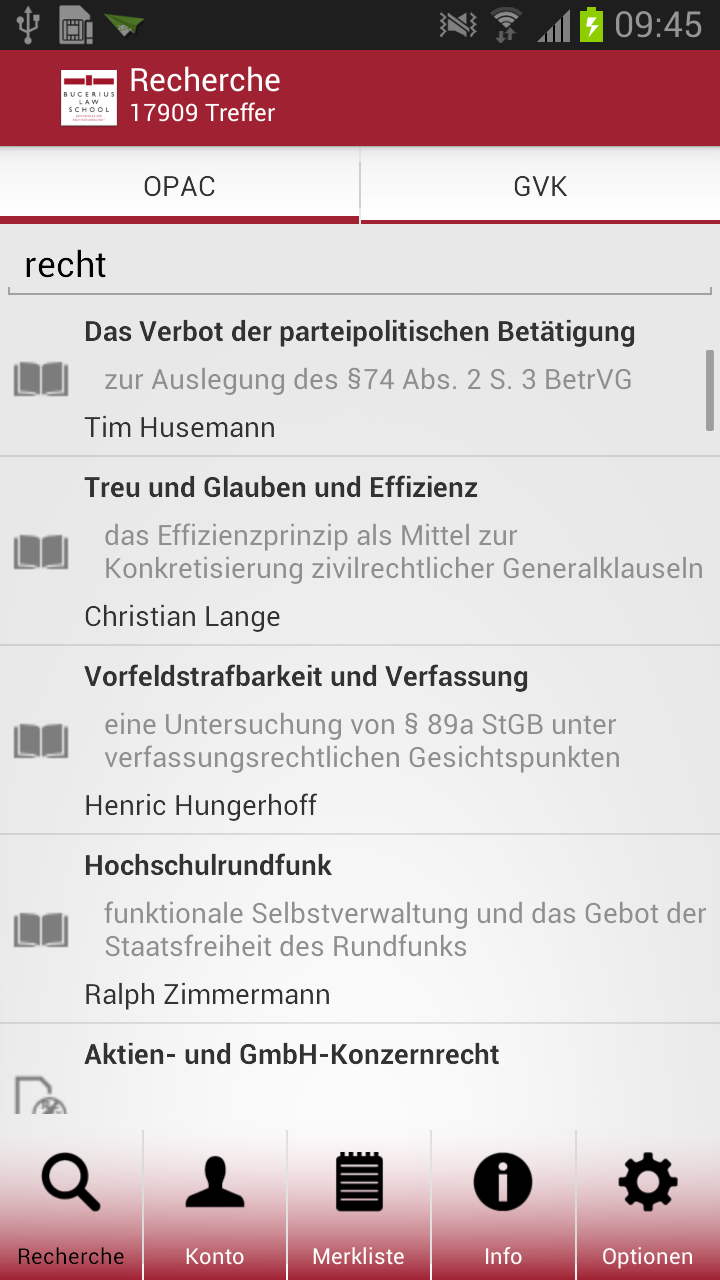 09:45
BUCERIUS
LAW
SCHOOL
Recherche
17909 Treffer
OPAC
GVK
recht
Das Verbot der parteipolitischen Betätigung
zur Auslegung des §74 Abs. 2 S. 3 BetrVG
Tim Husemann
Treu und Glauben und Effizienz
das Effizienzprinzip als Mittel zur
Konkretisierung zivilrechtlicher Generalklauseln
Christian Lange
Vorfeldstrafbarkeit und Verfassung
eine Untersuchung von § 89a StGB unter
verfassungsrechtlichen Gesichtspunkten
Henric Hungerhoff
Hochschulrundfunk
funktionale Selbstverwaltung und das Gebot der
Staatsfreiheit des Rundfunks
Ralph Zimmermann
Aktien- und GmbH-Konzernrecht
Recherche
Konto
Merkliste
Info
Optionen